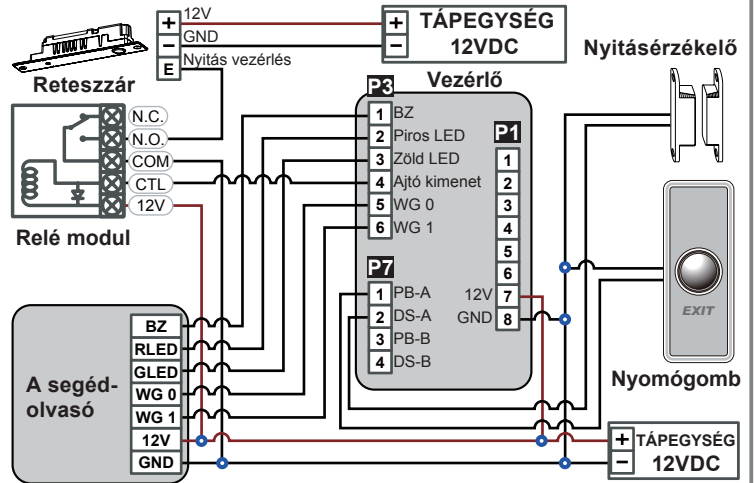 + 12V
− GND
E Nyitás vezérlés
Reteszzár
+ TÁPEGYSÉG
− 12VDC
Nyitásérzékelő
N.C.
N.O.
COM
CTL
12V
Relé modul
Vezérlő
P3
1 BZ
2 Piros LED
3 Zöld LED
4 Ajtó kimenet
5 WG 0
6 WG 1
P1
1
2
3
4
5
6
12V 7
GND 8
P7
1 PB-A
2 DS-A
3 PB-B
4 DS-B
EXIT
Nyomógomb
A segéd-
olvasó
BZ
RLED
GLED
WG 0
WG 1
12V
GND
+ TÁPEGYSÉG
− 12VDC